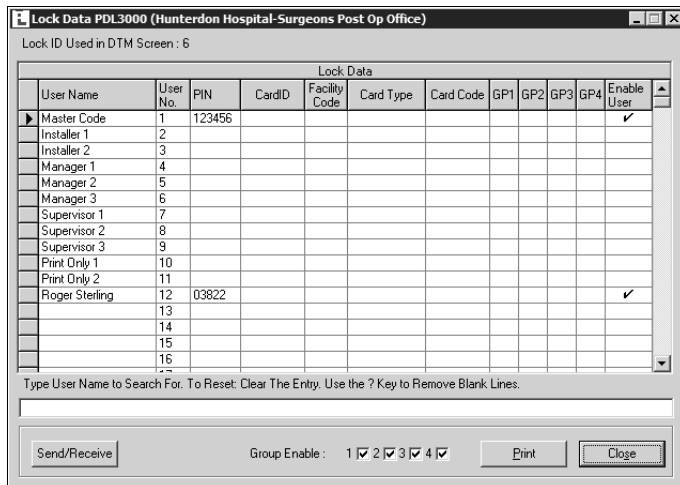 Lock Data PDL3000 (Hunterdon Hospital-Surgeons Post Op Office)
Lock ID Used in DTM Screen : 6
Lock Data
User Name User No. PIN CardID Facility Code Card Type Card Code GP1 GP2 GP3 GP4 Enable User
Master Code 1 123456
Installer 1 2
Installer 2 3
Manager 1 4
Manager 2 5
Manager 3 6
Supervisor 1 7
Supervisor 2 8
Supervisor 3 9
Print Only 1 10
Print Only 2 11
Roger Sterling 12 03822
13
14
15
16
Type User Name to Search For. To Reset: Clear The Entry. Use the ? Key to Remove Blank Lines.
Send/Receive Group Enable : 1 2 3 4 Print Close